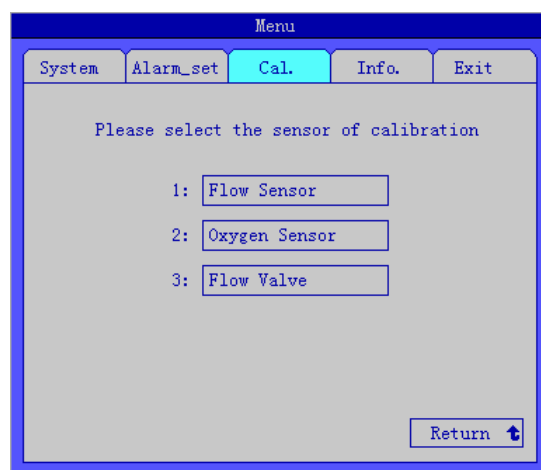 Menu
System Alarm_set Cal. Info. Exit
Please select the sensor of calibration
1: Flow Sensor
2: Oxygen Sensor
3: Flow Valve
Return